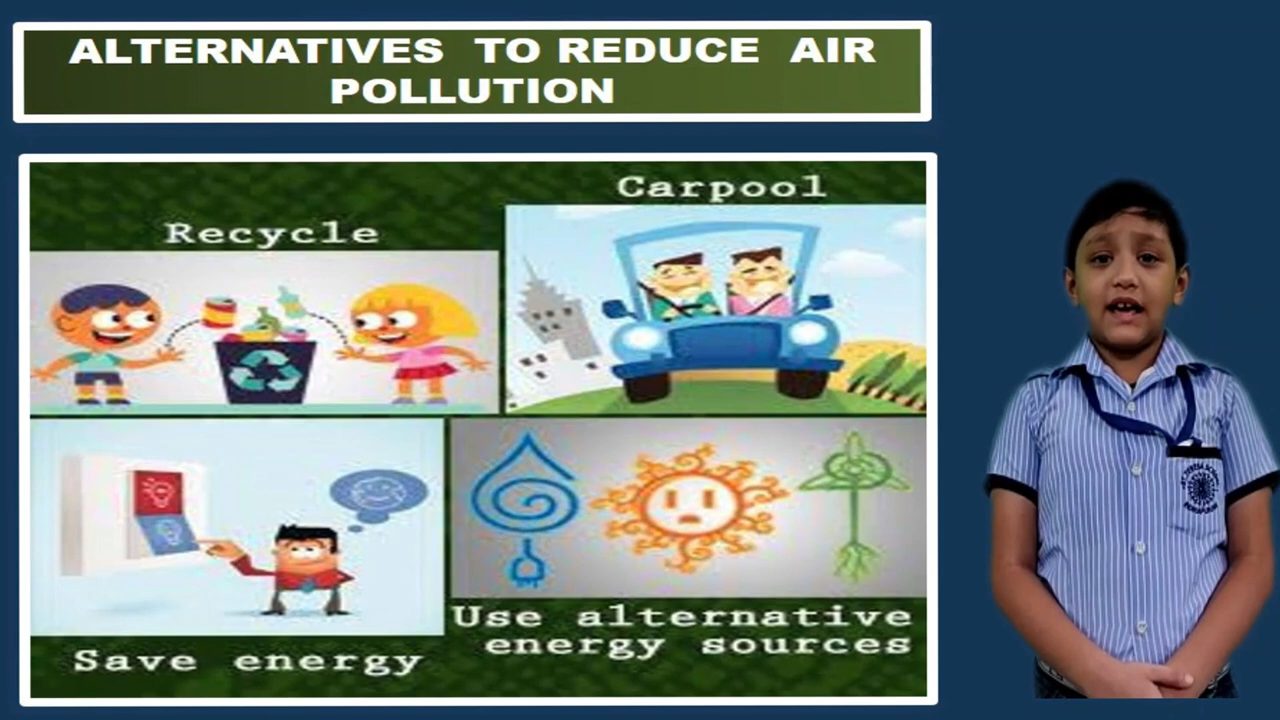 ALTERNATIVES TO REDUCE AIR
POLLUTION
Carpool
Recycle
Use alternative
energy sources
Save energy